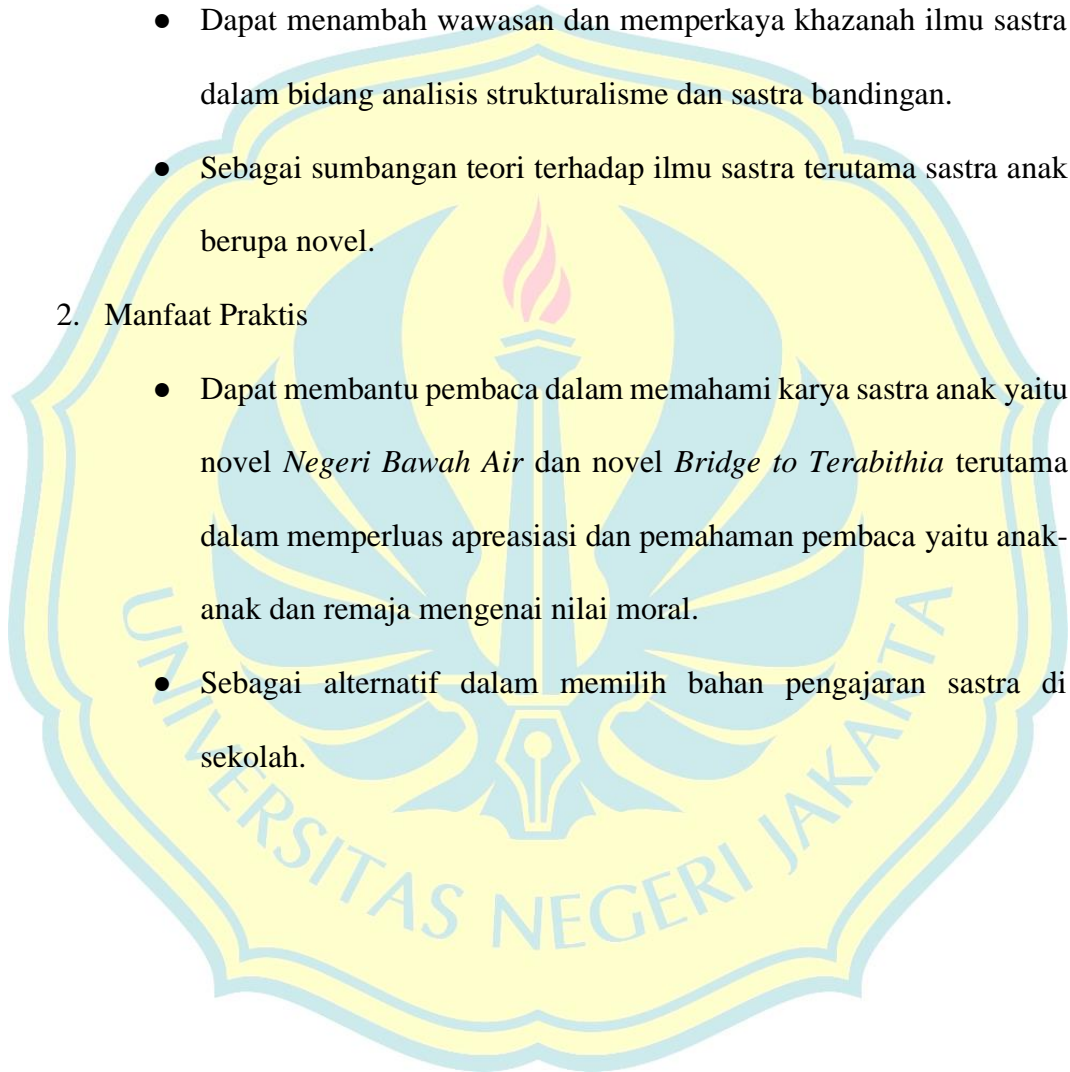 ● Dapat menambah wawasan dan memperkaya khazanah ilmu sastra
dalam bidang analisis strukturalisme dan sastra bandingan.
● Sebagai sumbangan teori terhadap ilmu sastra terutama sastra anak
berupa novel.
2. Manfaat Praktis
● Dapat membantu pembaca dalam memahami karya sastra anak yaitu
novel Negeri Bawah Air dan novel Bridge to Terabithia terutama
dalam memperluas apresiasi dan pemahaman pembaca yaitu anak-
anak dan remaja mengenai nilai moral.
● Sebagai alternatif dalam memilih bahan pengajaran sastra di
sekolah.
UNIVERSITAS NEGERI JAKARTA